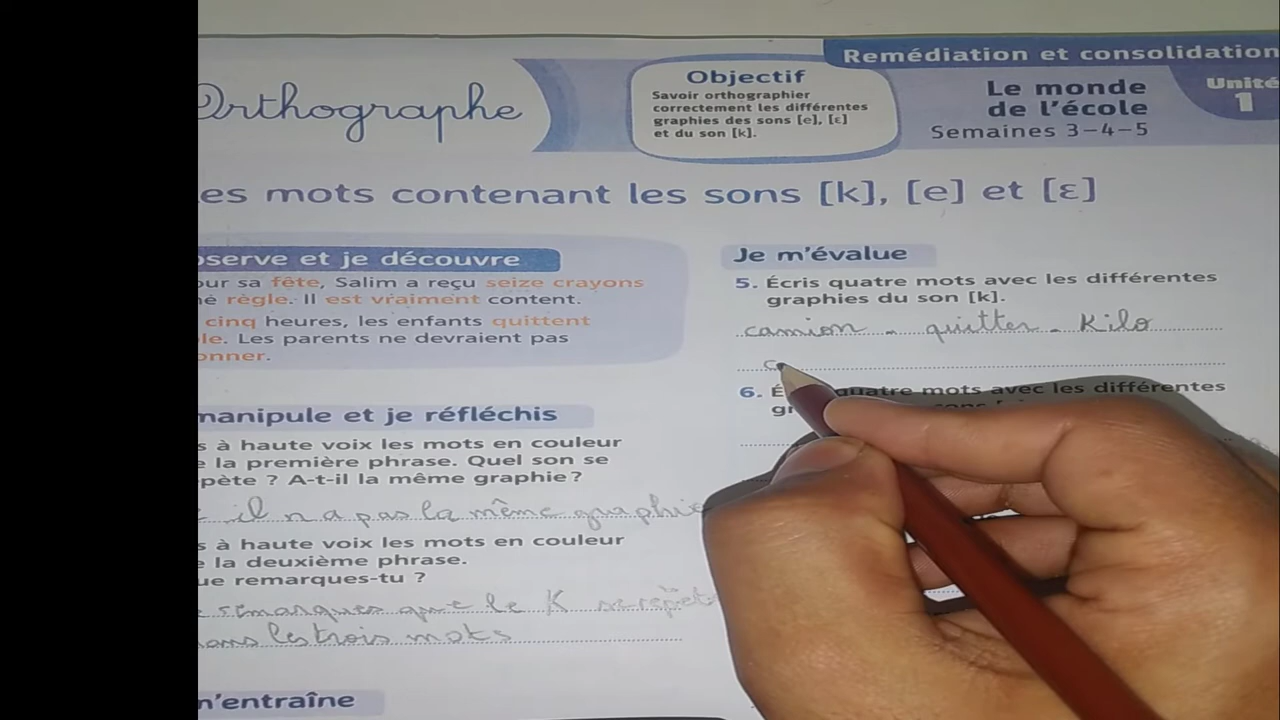 Remédiation et consolidation
Orthographe
Objectif
Savoir orthographier
correctement les différentes
graphies des sons [e], [ɛ]
et du son [k].
Le monde
de l'école
Semaines 3-4-5
Unité
1
es mots contenant les sons [k], [e] et [ɛ]
oserve et je découvre
our sa fête, Salim a reçu seize crayons
né règle. Il est vraiment content.
cinq heures, les enfants quittent
le. Les parents ne devraient pas
onner.
manipule et je réfléchis
s à haute voix les mots en couleur
e la première phrase. Quel son se
pète ? A-t-il la même graphie ?
il n a pas la même graphie
s à haute voix les mots en couleur
e la deuxième phrase.
ue remarques-tu ?
remarques que le K se répèt
ans les trois mots
n'entraîne
Je m'évalue
5. Écris quatre mots avec les différentes
graphies du son [k].
camion - quitter - Kilo
c
6. quatre mots avec les différentes